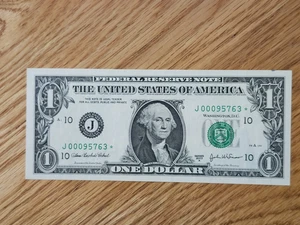 FEDERAL RESERVE NOTE
THE UNITED STATES OF AMERICA
THIS NOTE IS LEGAL TENDER
FOR ALL DEBTS, PUBLIC AND PRIVATE
J 00095763 *
WASHINGTON, D.C.
1
1
10
10
J
J 00095763 *
10
10
1
1
ONE DOLLAR